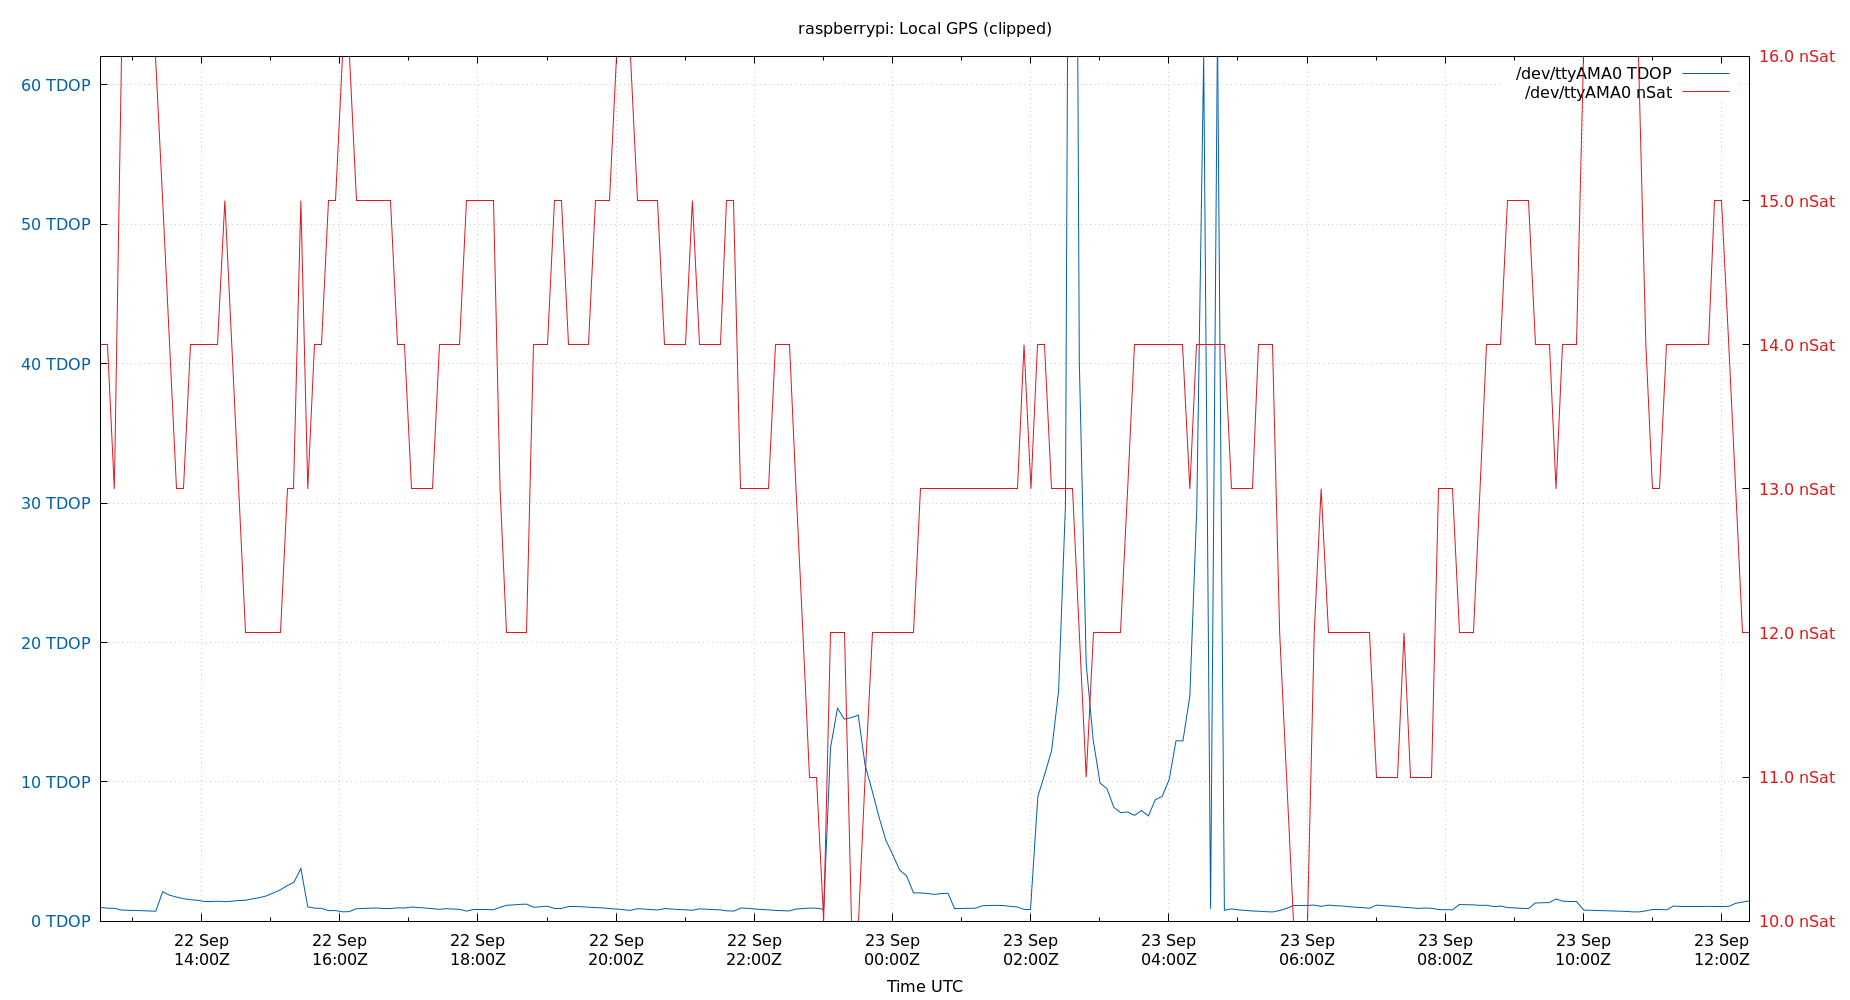 raspberrypi: Local GPS (clipped)
/dev/ttyAMA0 TDOP
/dev/ttyAMA0 nSat
60 TDOP
50 TDOP
40 TDOP
30 TDOP
20 TDOP
10 TDOP
0 TDOP
16.0 nSat
15.0 nSat
14.0 nSat
13.0 nSat
12.0 nSat
11.0 nSat
10.0 nSat
22 Sep
14:00Z
22 Sep
16:00Z
22 Sep
18:00Z
22 Sep
20:00Z
22 Sep
22:00Z
23 Sep
00:00Z
23 Sep
02:00Z
23 Sep
04:00Z
23 Sep
06:00Z
23 Sep
08:00Z
23 Sep
10:00Z
23 Sep
12:00Z
Time UTC